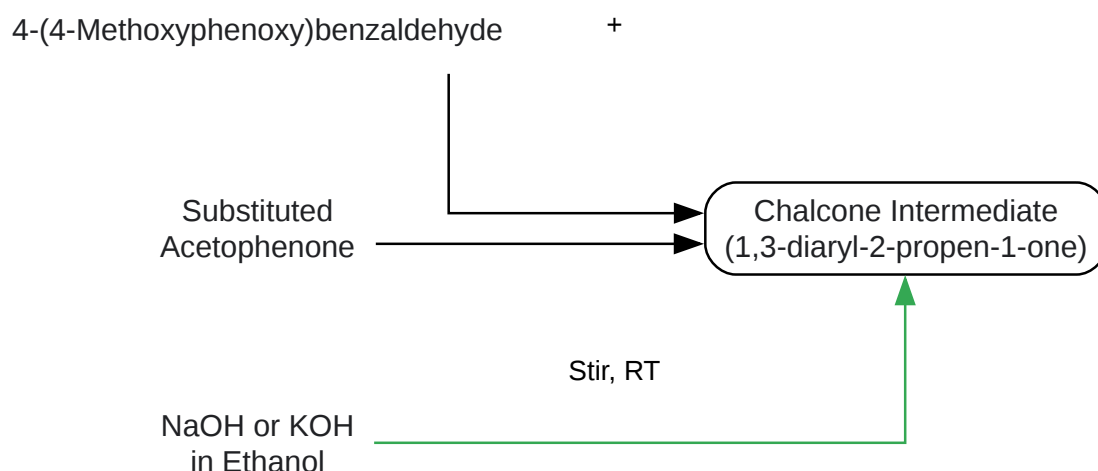 4-(4-Methoxyphenoxy)benzaldehyde
+
Substituted
Acetophenone
Chalcone Intermediate
(1,3-diaryl-2-propen-1-one)
Stir, RT
NaOH or KOH
in Ethanol